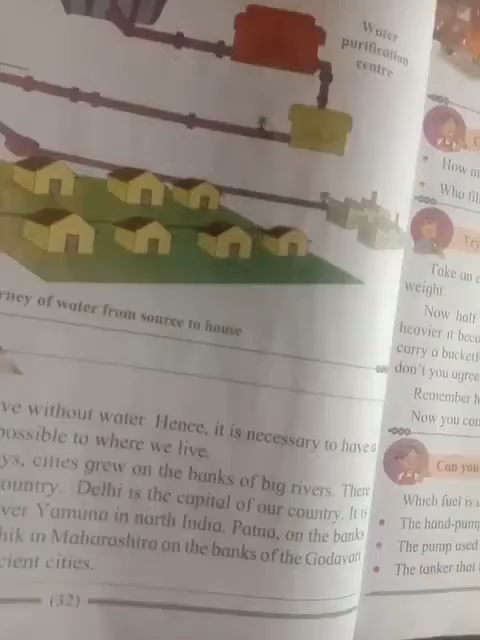 Water
purification
centre
rney of water from source to house
ve without water Hence, it is necessary to have a
possible to where we live.
ys, cities grew on the banks of big rivers. There
ountry. Delhi is the capital of our country. It is
ver Yamuna in north India. Patna, on the banks
hik in Maharashtra on the banks of the Godavari
cient cities.
(32)
How m
Who fil
Try
Take an e
weight.
Now half
heavier it beca
carry a bucket
don't you agree
Remember h
Now you can
Can you
Which fuel is u
The hand-pump
The pump used
The tanker that